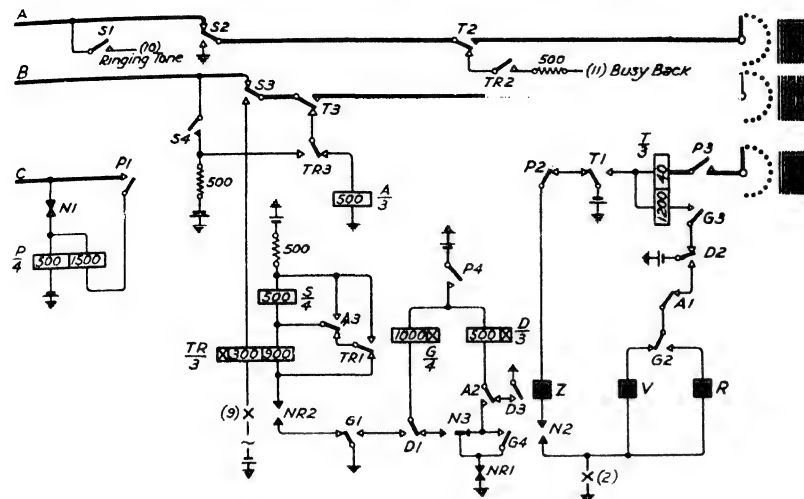 A
S1
(10)
Ringing Tone
S2
T2
TR2
500
(11) Busy Back
B
S3
T3
S4
TR3
500
500
A/3
C
P1
N1
P/4
500 1500
500
500
S/4
A3
TR1
TR/3
1300 900
(9)
NR2
G1
P4
1000
G/4
500
D/3
A2
D3
D1
N3
G4
NR1
P2
T1
T/3
40
1200
P3
G3
D2
A1
G2
Z
V
R
N2
(2)